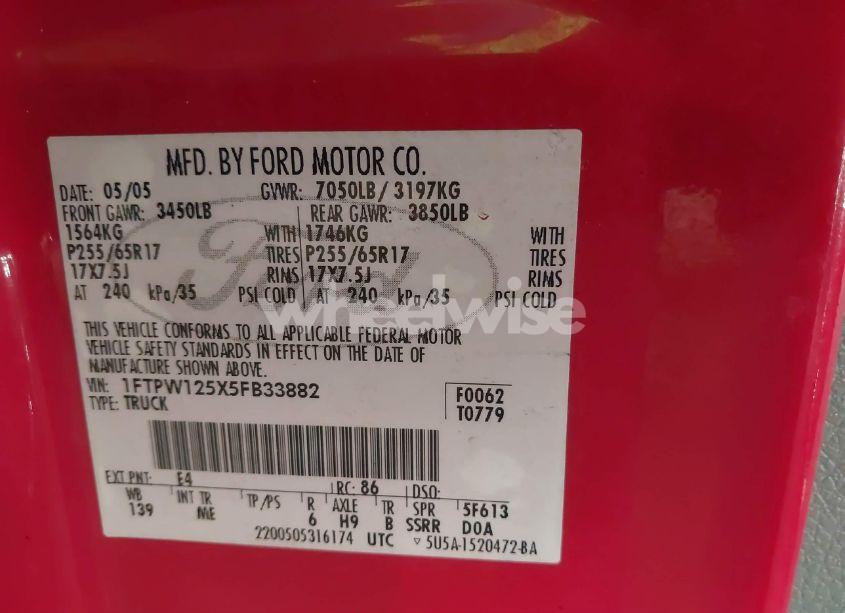 MFD. BY FORD MOTOR CO.
DATE: 05/05 GVWR: 7050LB/ 3197KG
FRONT GAWR: 3450LB REAR GAWR: 3850LB
1564KG WITH 1746KG WITH
P255/65R17 TIRES P255/65R17 TIRES
17X7.5J RIMS 17X7.5J RIMS
AT 240 kPa/35 PSI COLD AT 240 kPa/35 PSI COLD
Ford
wheelwise
THIS VEHICLE CONFORMS TO ALL APPLICABLE FEDERAL MOTOR
VEHICLE SAFETY STANDARDS IN EFFECT ON THE DATE OF
MANUFACTURE SHOWN ABOVE.
VIN: 1FTPW125X5FB33882 F0062
TYPE: TRUCK T0779
EXT PNT: E4 RC: 86 DSO:
WB INT TR TP/PS R AXLE TR SPR 5F613
139 ME 6 H9 B SSRR D0A
2200505316174 UTC ▽ 5U5A-1520472-BA